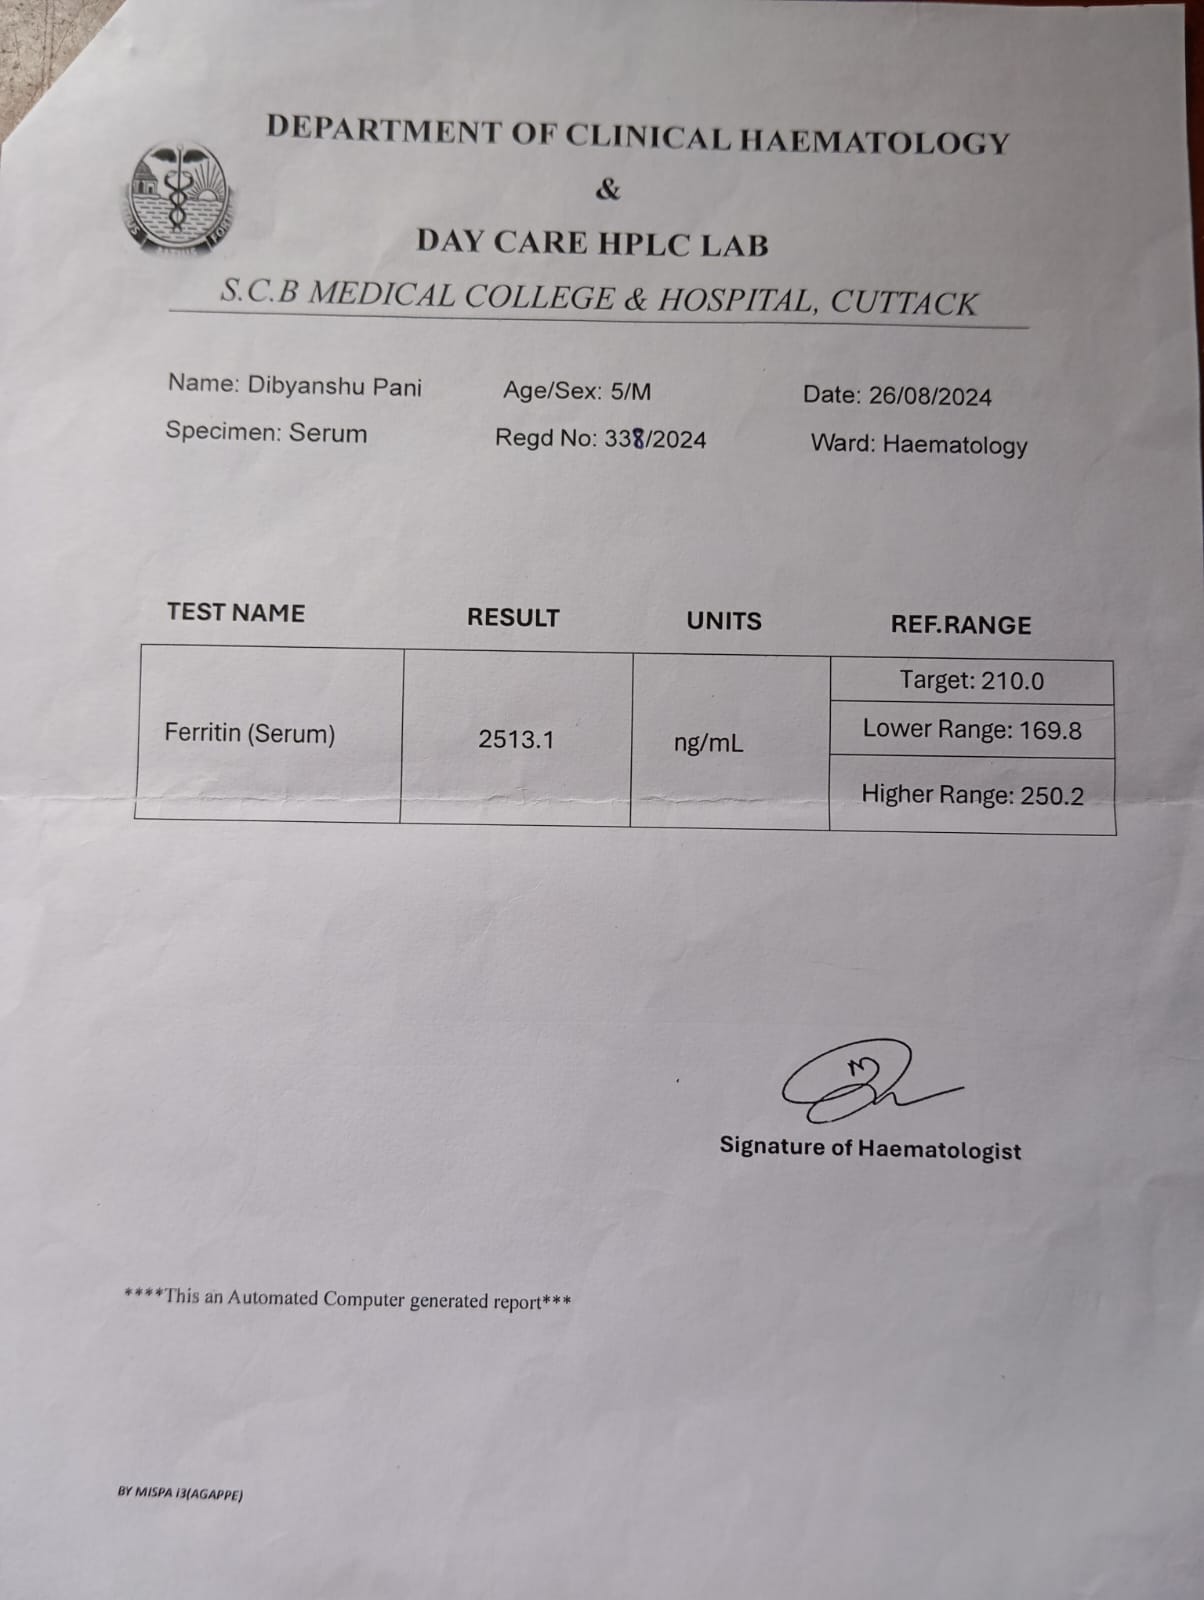 DEPARTMENT OF CLINICAL HAEMATOLOGY
&
DAY CARE HPLC LAB
S.C.B MEDICAL COLLEGE & HOSPITAL, CUTTACK
Name: Dibyanshu Pani Age/Sex: 5/M Date: 26/08/2024
Specimen: Serum Regd No: 338/2024 Ward: Haematology
TEST NAME RESULT UNITS REF.RANGE
Target: 210.0
Ferritin (Serum) 2513.1 ng/mL Lower Range: 169.8
Higher Range: 250.2
Signature of Haematologist
****This an Automated Computer generated report***
BY MISPA i3(AGAPPE)